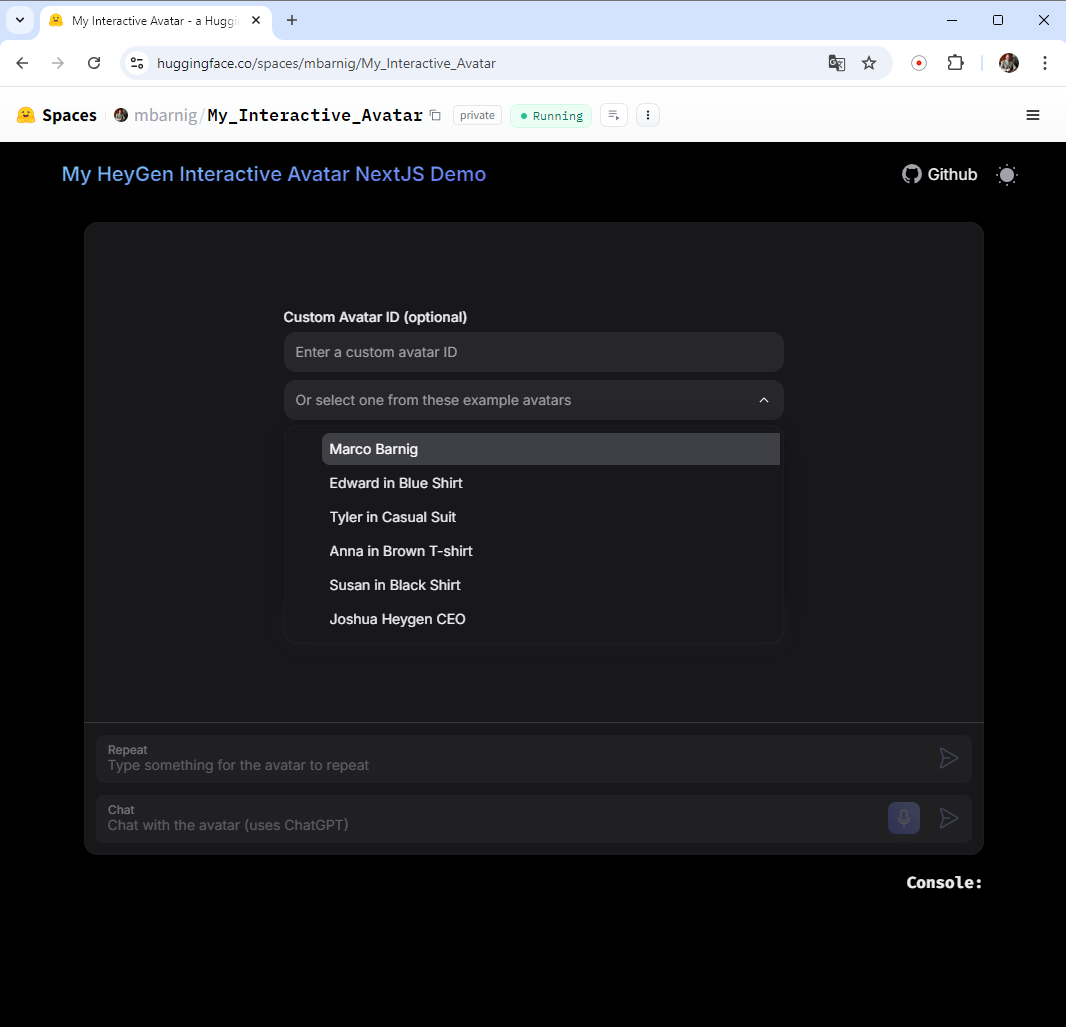 My Interactive Avatar - a Huggi
huggingface.co/spaces/mbarnig/My_Interactive_Avatar
Spaces mbarnig/My_Interactive_Avatar private Running
My HeyGen Interactive Avatar NextJS Demo Github
Custom Avatar ID (optional)
Enter a custom avatar ID
Or select one from these example avatars
Marco Barnig
Edward in Blue Shirt
Tyler in Casual Suit
Anna in Brown T-shirt
Susan in Black Shirt
Joshua Heygen CEO
Repeat
Type something for the avatar to repeat
Chat
Chat with the avatar (uses ChatGPT)
Console: